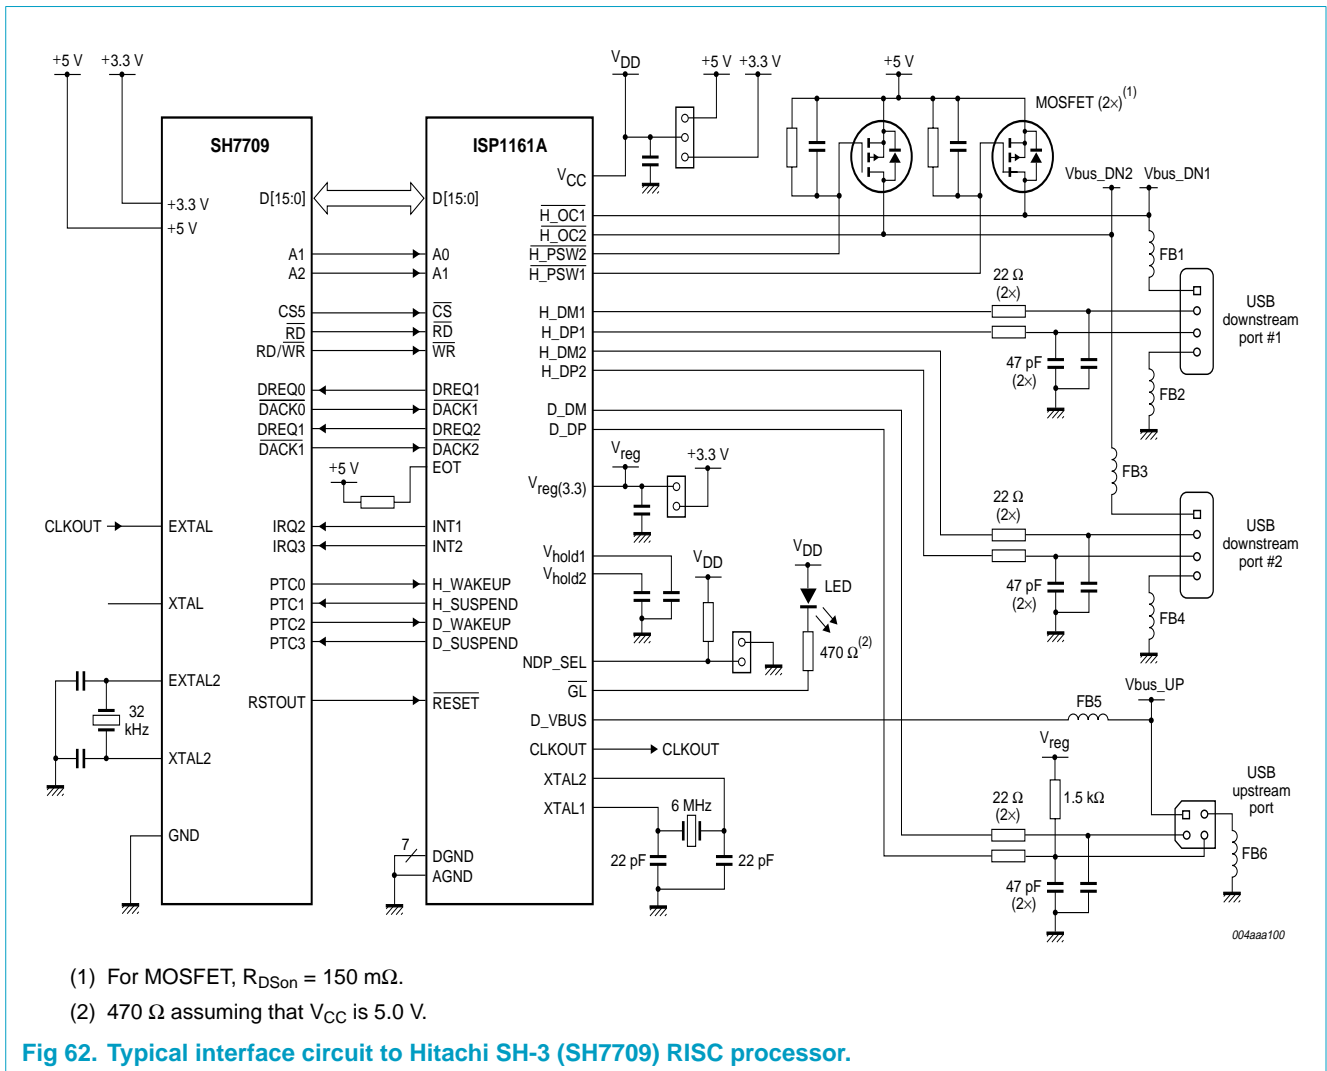 +5 V
+3.3 V
SH7709
+3.3 V
+5 V
D[15:0]
A1
A2
CS5
RD
RD/WR
DREQ0
DACK0
DREQ1
DACK1
+5 V
CLKOUT
EXTAL
IRQ2
IRQ3
PTC0
PTC1
PTC2
PTC3
XTAL
EXTAL2
RSTOUT
32
kHz
XTAL2
GND
ISP1161A
D[15:0]
A0
A1
CS
RD
WR
DREQ1
DACK1
DREQ2
DACK2
EOT
INT1
INT2
H_WAKEUP
H_SUSPEND
D_WAKEUP
D_SUSPEND
RESET
7
DGND
AGND
VCC
H_OC1
H_OC2
H_PSW2
H_PSW1
H_DM1
H_DP1
H_DM2
H_DP2
D_DM
D_DP
Vreg(3.3)
Vhold1
Vhold2
NDP_SEL
GL
D_VBUS
CLKOUT
XTAL2
XTAL1
VDD
+5 V
+3.3 V
+5 V
MOSFET (2×)(1)
Vbus_DN2
Vbus_DN1
FB1
22 Ω
(2×)
USB
downstream
port #1
47 pF
(2×)
FB2
Vreg
+3.3 V
FB3
22 Ω
(2×)
USB
downstream
port #2
47 pF
(2×)
FB4
VDD
VDD
LED
470 Ω(2)
Vbus_UP
FB5
CLKOUT
Vreg
1.5 kΩ
USB
upstream
port
22 Ω
(2×)
FB6
6 MHz
22 pF
22 pF
47 pF
(2×)
004aaa100
(1) For MOSFET, RDSon = 150 mΩ.
(2) 470 Ω assuming that VCC is 5.0 V.
Fig 62. Typical interface circuit to Hitachi SH-3 (SH7709) RISC processor.